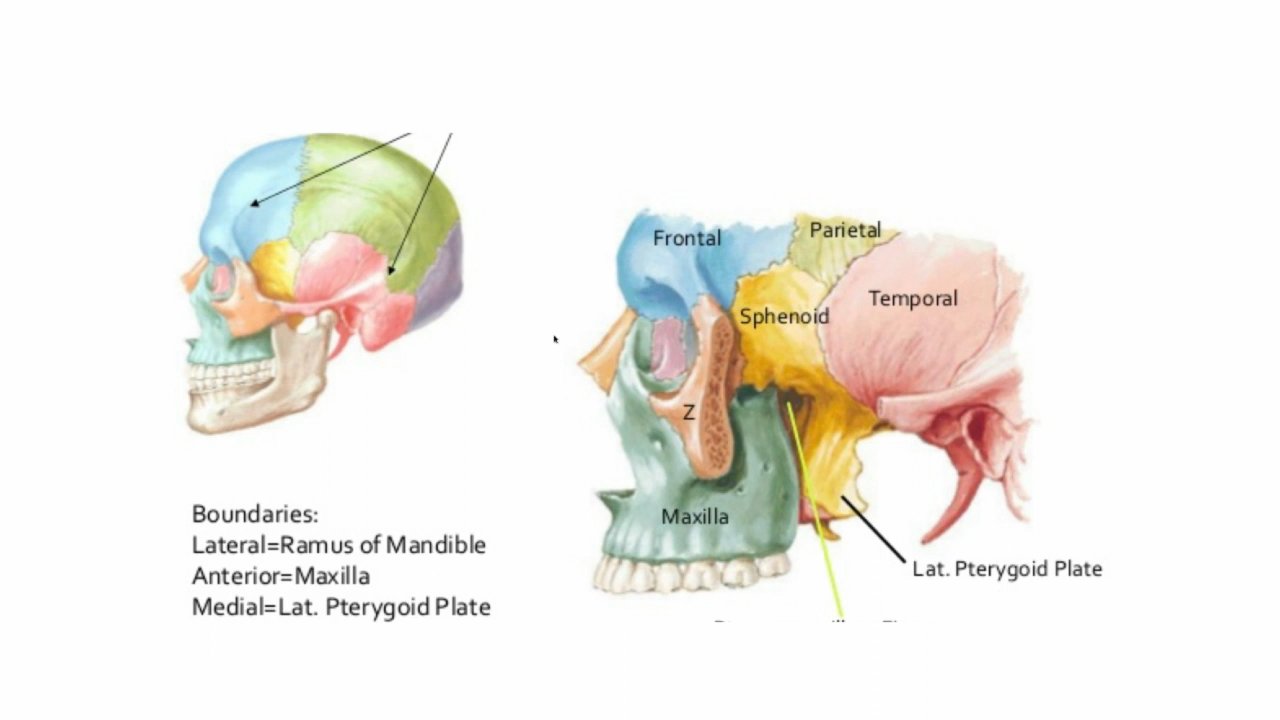 Frontal
Parietal
Temporal
Sphenoid
Z
Maxilla
Lat. Pterygoid Plate
Boundaries:
Lateral=Ramus of Mandible
Anterior=Maxilla
Medial=Lat. Pterygoid Plate